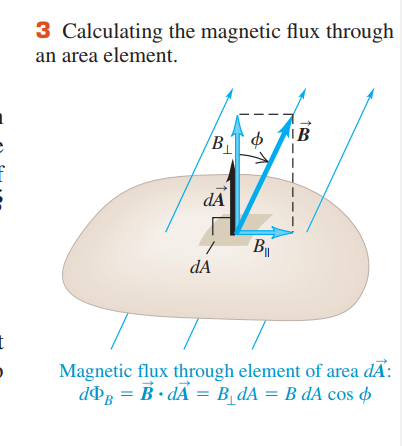 3 Calculating the magnetic flux through
an area element.
B⊥
ϕ
B⃗
dA⃗
B∥
dA
Magnetic flux through element of area dA⃗:
dΦB = B⃗ · dA⃗ = B⊥dA = B dA cos ϕ